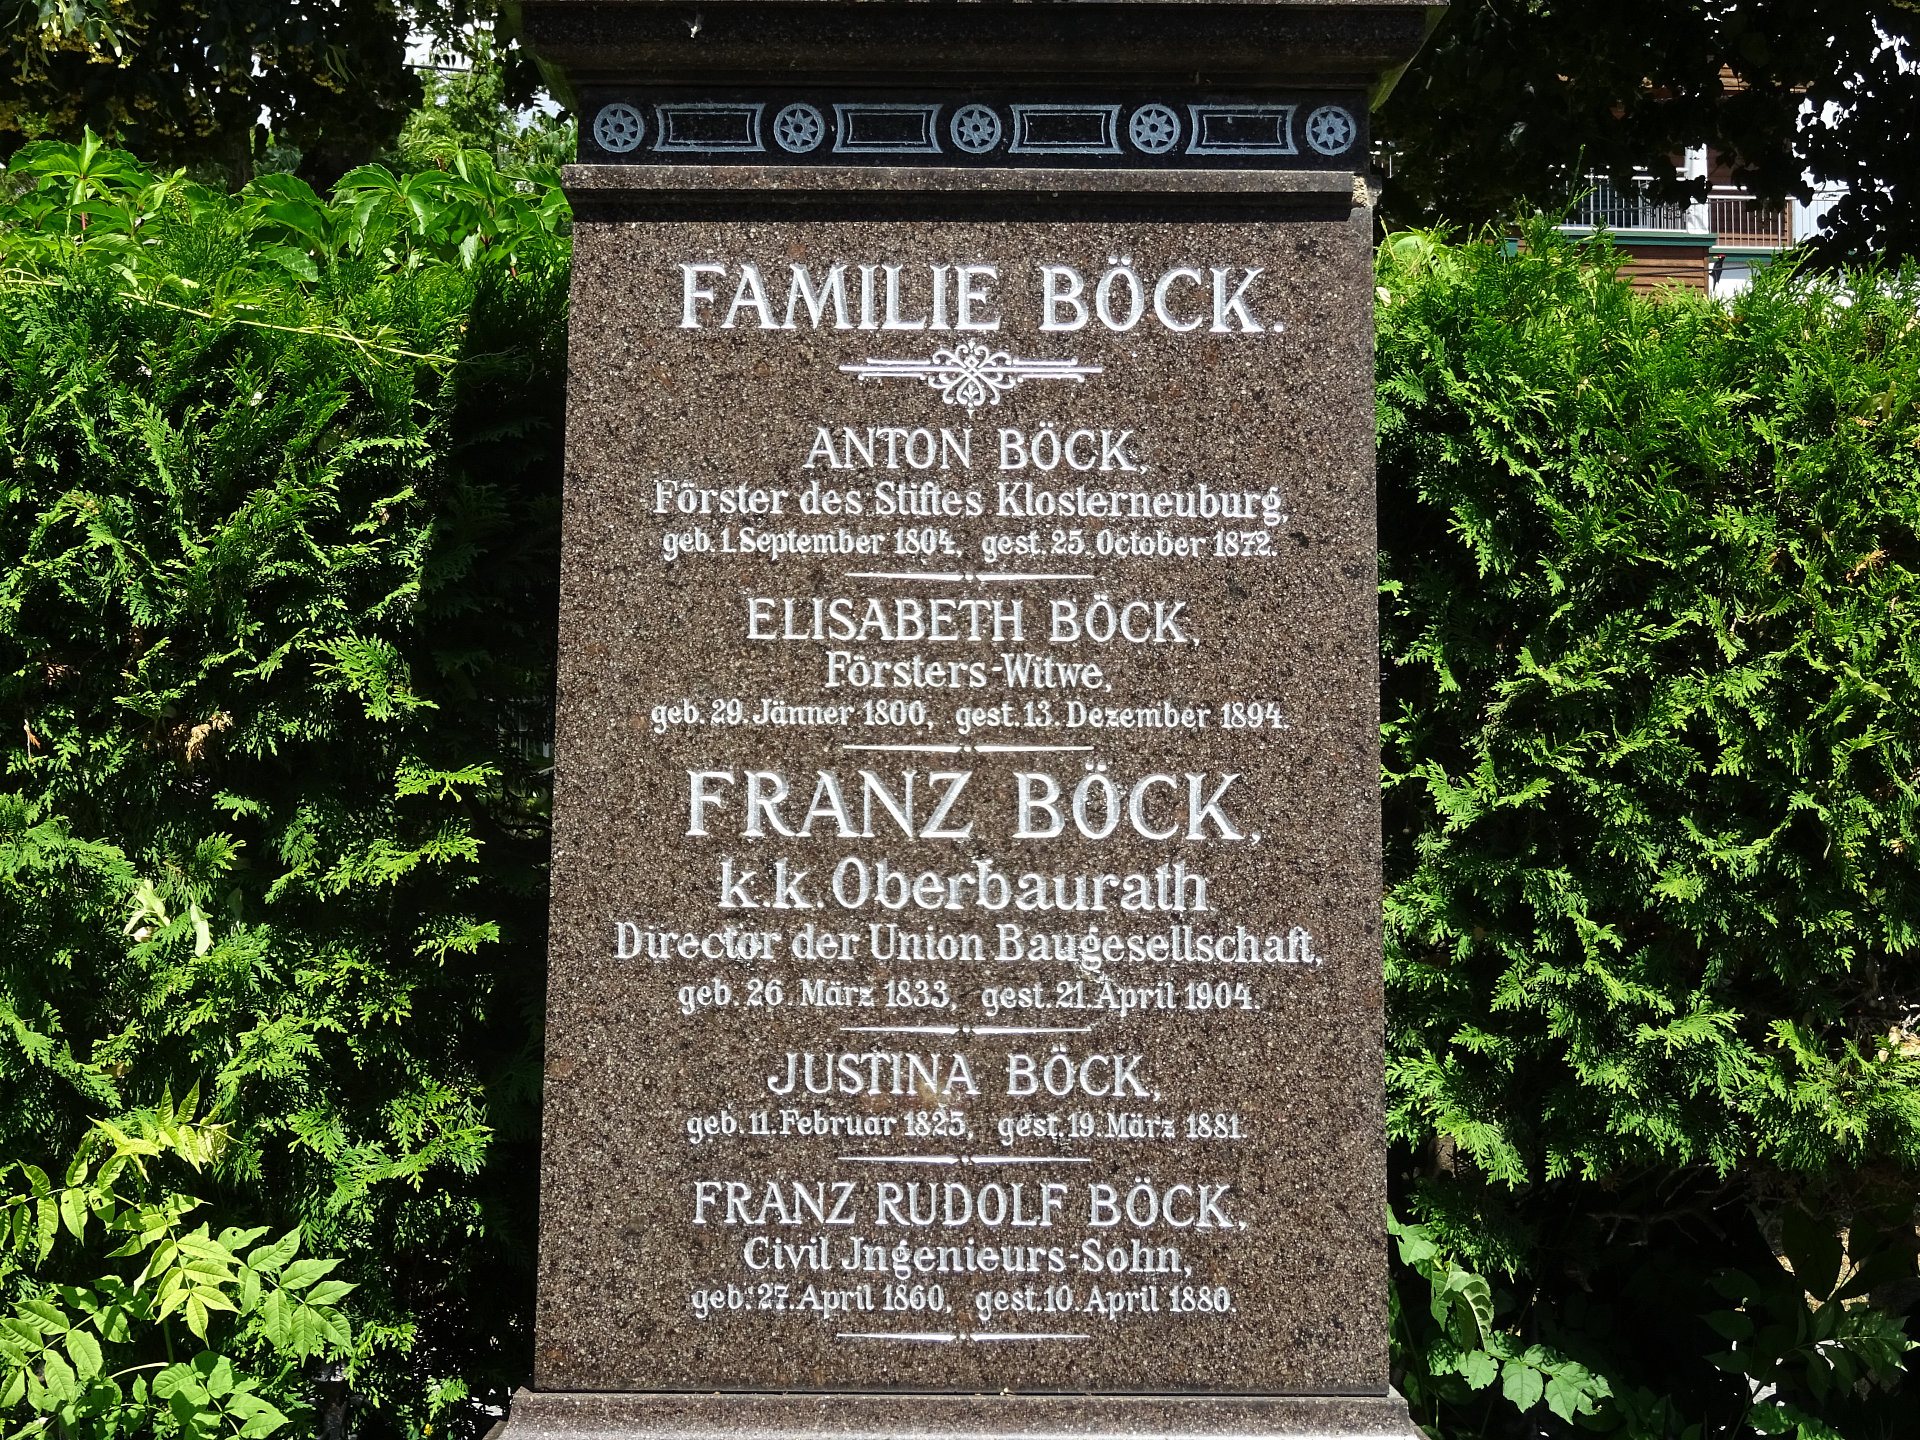 FAMILIE BÖCK.
ANTON BÖCK,
Förster des Stiftes Klosterneuburg,
geb. 1. September 1804, gest. 25. October 1872.
ELISABETH BÖCK,
Försters-Witwe,
geb. 29. Jänner 1800, gest. 13. Dezember 1894.
FRANZ BÖCK,
k.k. Oberbaurath
Director der Union Baugesellschaft,
geb. 26. März 1833, gest. 21. April 1904.
JUSTINA BÖCK,
geb. 11. Februar 1825, gest. 19. März 1881.
FRANZ RUDOLF BÖCK,
Civil Jngenieurs-Sohn,
geb. 27. April 1860, gest. 10. April 1880.